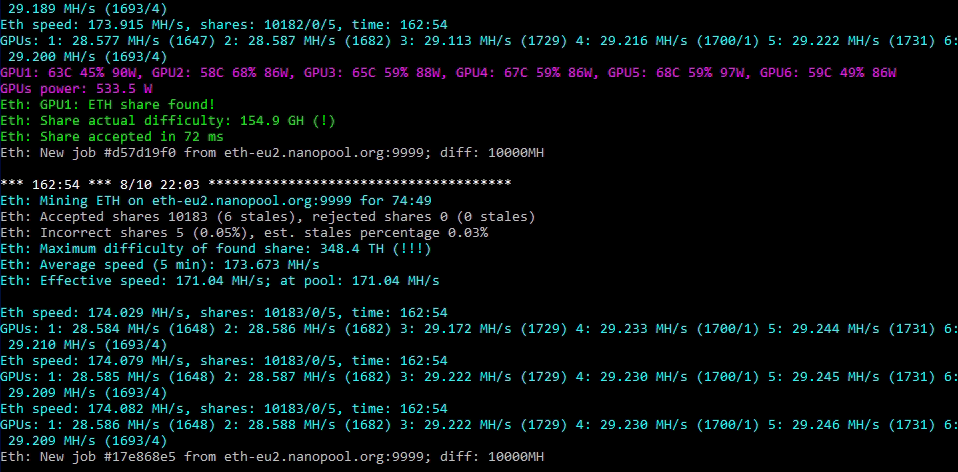 29.189 MH/s (1693/4)
Eth speed: 173.915 MH/s, shares: 10182/0/5, time: 162:54
GPUs: 1: 28.577 MH/s (1647) 2: 28.587 MH/s (1682) 3: 29.113 MH/s (1729) 4: 29.216 MH/s (1700/1) 5: 29.222 MH/s (1731) 6:
29.200 MH/s (1693/4)
GPU1: 63C 45% 90W, GPU2: 58C 68% 86W, GPU3: 65C 59% 88W, GPU4: 67C 59% 86W, GPU5: 68C 59% 97W, GPU6: 59C 49% 86W
GPUs power: 533.5 W
Eth: GPU1: ETH share found!
Eth: Share actual difficulty: 154.9 GH (!)
Eth: Share accepted in 72 ms
Eth: New job #d57d19f0 from eth-eu2.nanopool.org:9999; diff: 10000MH
*** 162:54 *** 8/10 22:03 **************************************
Eth: Mining ETH on eth-eu2.nanopool.org:9999 for 74:49
Eth: Accepted shares 10183 (6 stales), rejected shares 0 (0 stales)
Eth: Incorrect shares 5 (0.05%), est. stales percentage 0.03%
Eth: Maximum difficulty of found share: 348.4 TH (!!!)
Eth: Average speed (5 min): 173.673 MH/s
Eth: Effective speed: 171.04 MH/s; at pool: 171.04 MH/s
Eth speed: 174.029 MH/s, shares: 10183/0/5, time: 162:54
GPUs: 1: 28.584 MH/s (1648) 2: 28.586 MH/s (1682) 3: 29.172 MH/s (1729) 4: 29.233 MH/s (1700/1) 5: 29.244 MH/s (1731) 6:
29.210 MH/s (1693/4)
Eth speed: 174.079 MH/s, shares: 10183/0/5, time: 162:54
GPUs: 1: 28.585 MH/s (1648) 2: 28.587 MH/s (1682) 3: 29.222 MH/s (1729) 4: 29.230 MH/s (1700/1) 5: 29.245 MH/s (1731) 6:
29.209 MH/s (1693/4)
Eth speed: 174.082 MH/s, shares: 10183/0/5, time: 162:54
GPUs: 1: 28.586 MH/s (1648) 2: 28.588 MH/s (1682) 3: 29.222 MH/s (1729) 4: 29.230 MH/s (1700/1) 5: 29.246 MH/s (1731) 6:
29.209 MH/s (1693/4)
Eth: New job #17e868e5 from eth-eu2.nanopool.org:9999; diff: 10000MH